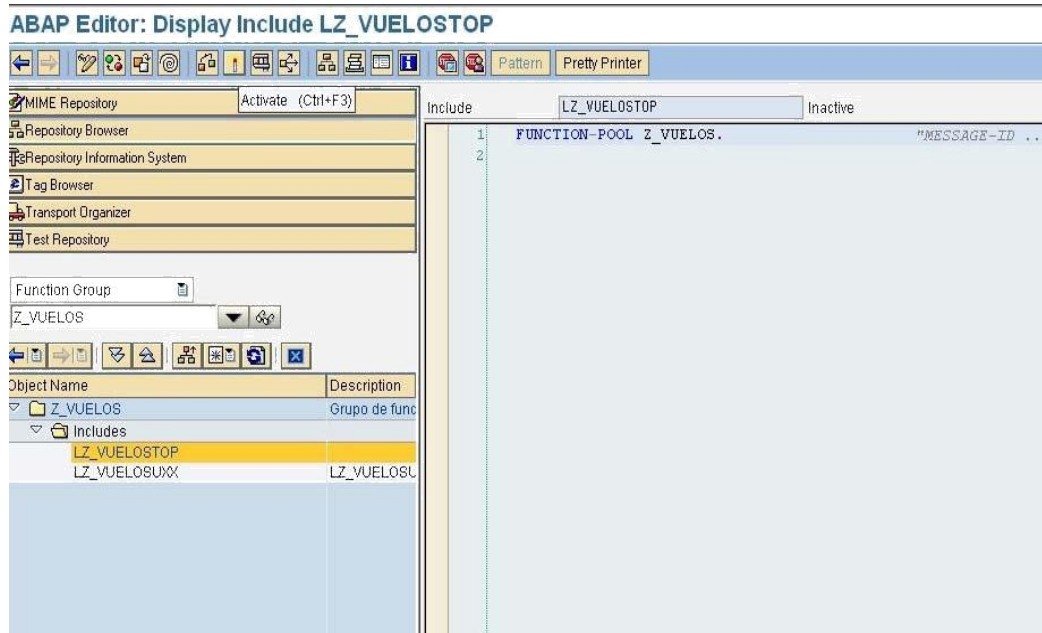 ABAP Editor: Display Include LZ_VUELOSTOP
Pattern Pretty Printer
MIME Repository
Activate (Ctrl+F3)
Repository Browser
Repository Information System
Tag Browser
Transport Organizer
Test Repository
Function Group
Z_VUELOS
Object Name Description
Z_VUELOS Grupo de func
Includes
LZ_VUELOSTOP
LZ_VUELOSUXX LZ_VUELOSU
Include LZ_VUELOSTOP Inactive
1 FUNCTION-POOL Z_VUELOS. "MESSAGE-ID ..
2